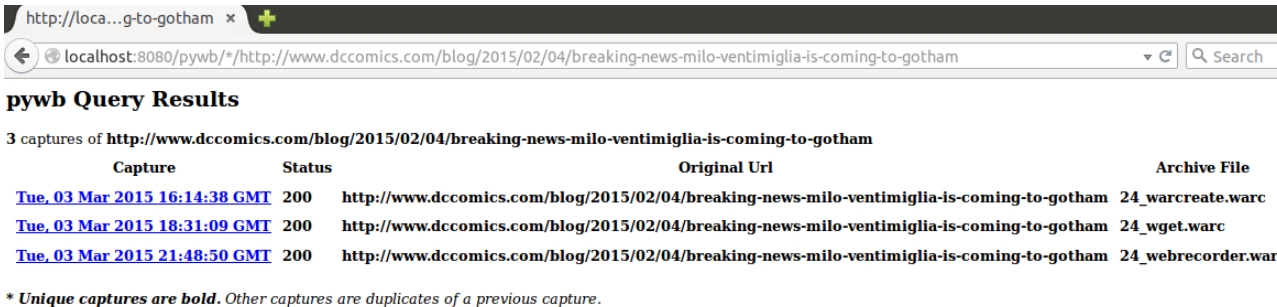 http://loca...g-to-gotham ×
localhost:8080/pywb/*/http://www.dccomics.com/blog/2015/02/04/breaking-news-milo-ventimiglia-is-coming-to-gotham Search
pywb Query Results
3 captures of http://www.dccomics.com/blog/2015/02/04/breaking-news-milo-ventimiglia-is-coming-to-gotham
Capture Status Original Url Archive File
Tue, 03 Mar 2015 16:14:38 GMT 200 http://www.dccomics.com/blog/2015/02/04/breaking-news-milo-ventimiglia-is-coming-to-gotham 24_warcreate.warc
Tue, 03 Mar 2015 18:31:09 GMT 200 http://www.dccomics.com/blog/2015/02/04/breaking-news-milo-ventimiglia-is-coming-to-gotham 24_wget.warc
Tue, 03 Mar 2015 21:48:50 GMT 200 http://www.dccomics.com/blog/2015/02/04/breaking-news-milo-ventimiglia-is-coming-to-gotham 24_webrecorder.war
* Unique captures are bold. Other captures are duplicates of a previous capture.